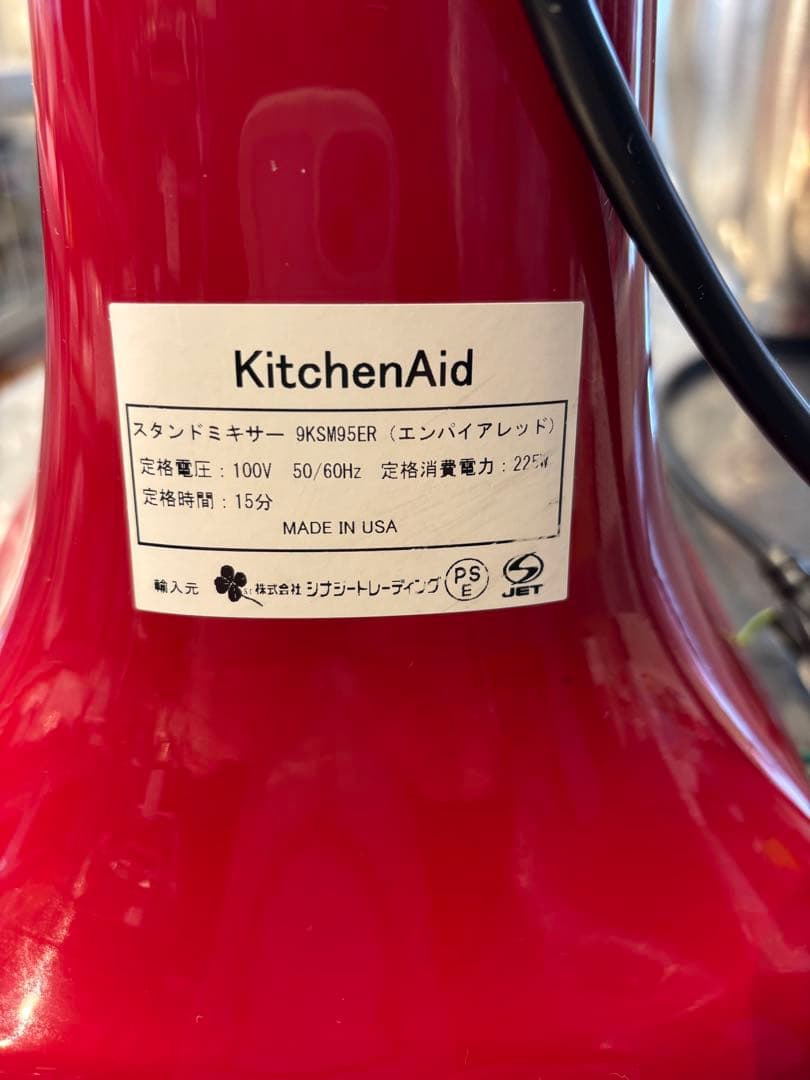 KitchenAid
スタンドミキサー 9KSM95ER（エンパイアレッド）
定格電圧：100V 50/60Hz 定格消費電力：225W
定格時間：15分
MADE IN USA
輸入元 株式会社 シナジートレーディング PSE JET